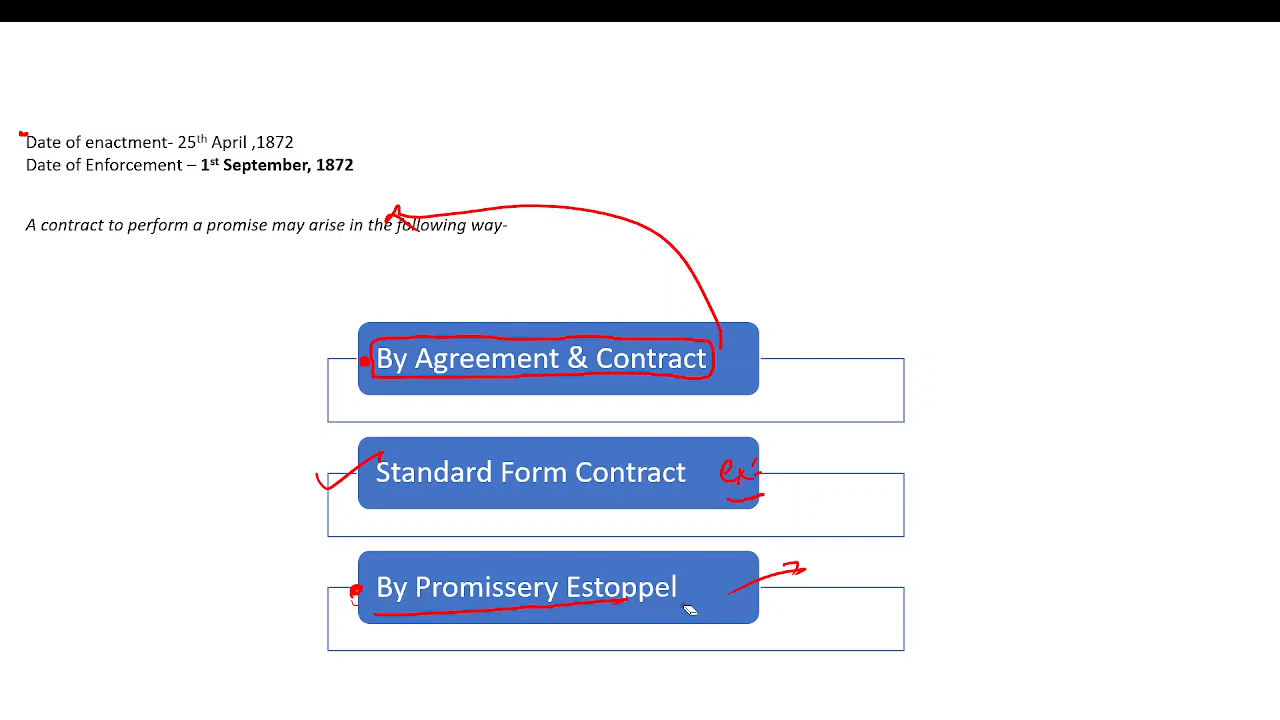 Date of enactment- 25th April ,1872
Date of Enforcement – 1st September, 1872
A contract to perform a promise may arise in the following way-
By Agreement & Contract
Standard Form Contract ex:-
By Promissery Estoppel